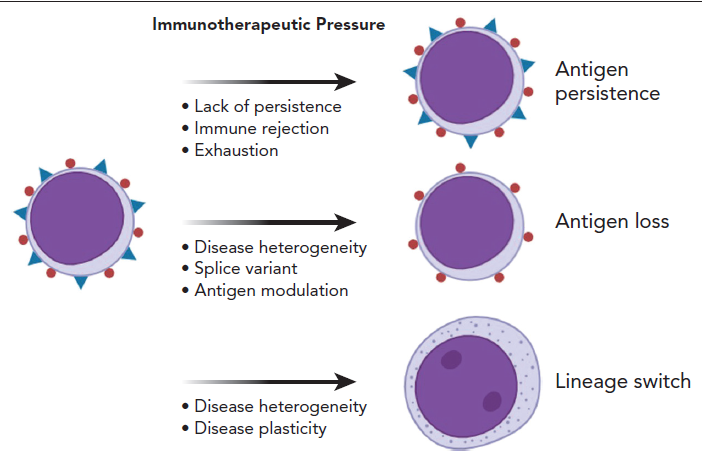 Immunotherapeutic Pressure
• Lack of persistence
• Immune rejection
• Exhaustion
Antigen
persistence
• Disease heterogeneity
• Splice variant
• Antigen modulation
Antigen loss
• Disease heterogeneity
• Disease plasticity
Lineage switch